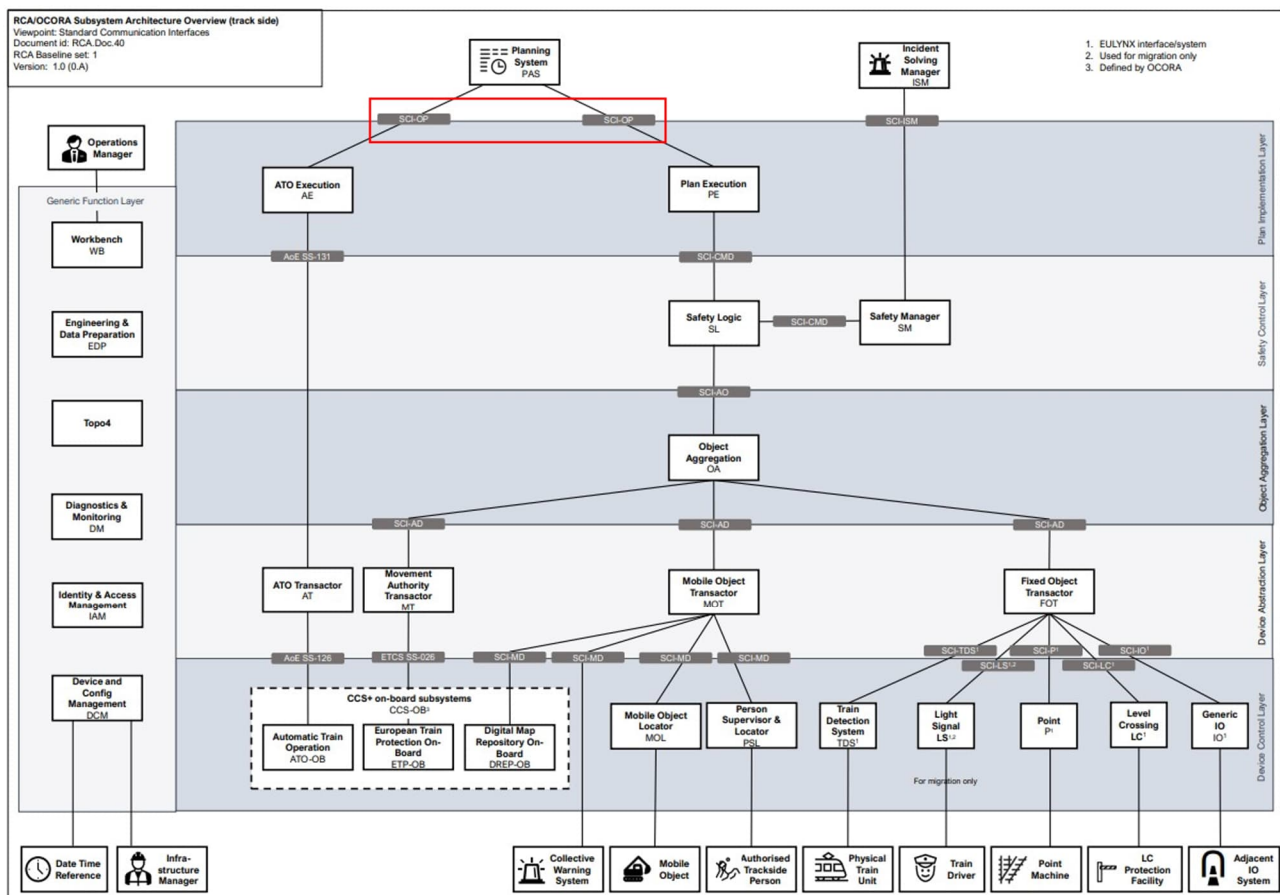 RCA/OCORA Subsystem Architecture Overview (track side)
Viewpoint: Standard Communication Interfaces
Document id: RCA.Doc.40
RCA Baseline set: 1
Version: 1.0 (0.A)
Planning
System
PAS
Incident
Solving
Manager
ISM
1. EULYNX interface/system
2. Used for migration only
3. Defined by OCORA
SCI-OP
SCI-OP
SCI-ISM
Operations
Manager
ATO Execution
AE
Plan Execution
PE
Plan Implementation Layer
Generic Function Layer
Workbench
WB
AoE SS-131
SCI-CMD
Engineering &
Data Preparation
EDP
Safety Logic
SL
SCI-CMD
Safety Manager
SM
Safety Control Layer
SCI-AO
Topo4
Object
Aggregation
OA
Object Aggregation Layer
Diagnostics &
Monitoring
DM
SCI-AD
SCI-AD
SCI-AD
Identity & Access
Management
IAM
ATO Transactor
AT
Movement
Authority
Transactor
MT
Mobile Object
Transactor
MOT
Fixed Object
Transactor
FOT
Device Abstraction Layer
AoE SS-126
ETCS SS-026
SCI-MD
SCI-MD
SCI-MD
SCI-MD
SCI-TDS¹
SCI-LS¹,²
SCI-P¹
SCI-LC¹
SCI-IO¹
Device and
Config
Management
DCM
CCS+ on-board subsystems
CCS-OB³
Automatic Train
Operation
ATO-OB
European Train
Protection On-
Board
ETP-OB
Digital Map
Repository On-
Board
DREP-OB
Mobile Object
Locator
MOL
Person
Supervisor &
Locator
PSL
Train
Detection
System
TDS¹
Light
Signal
LS¹,²
Point
P¹
Level
Crossing
LC¹
Generic
IO
IO¹
Device Control Layer
For migration only
Date Time
Reference
Infra-
structure
Manager
Collective
Warning
System
Mobile
Object
Authorised
Trackside
Person
Physical
Train
Unit
Train
Driver
Point
Machine
LC
Protection
Facility
Adjacent
IO
System